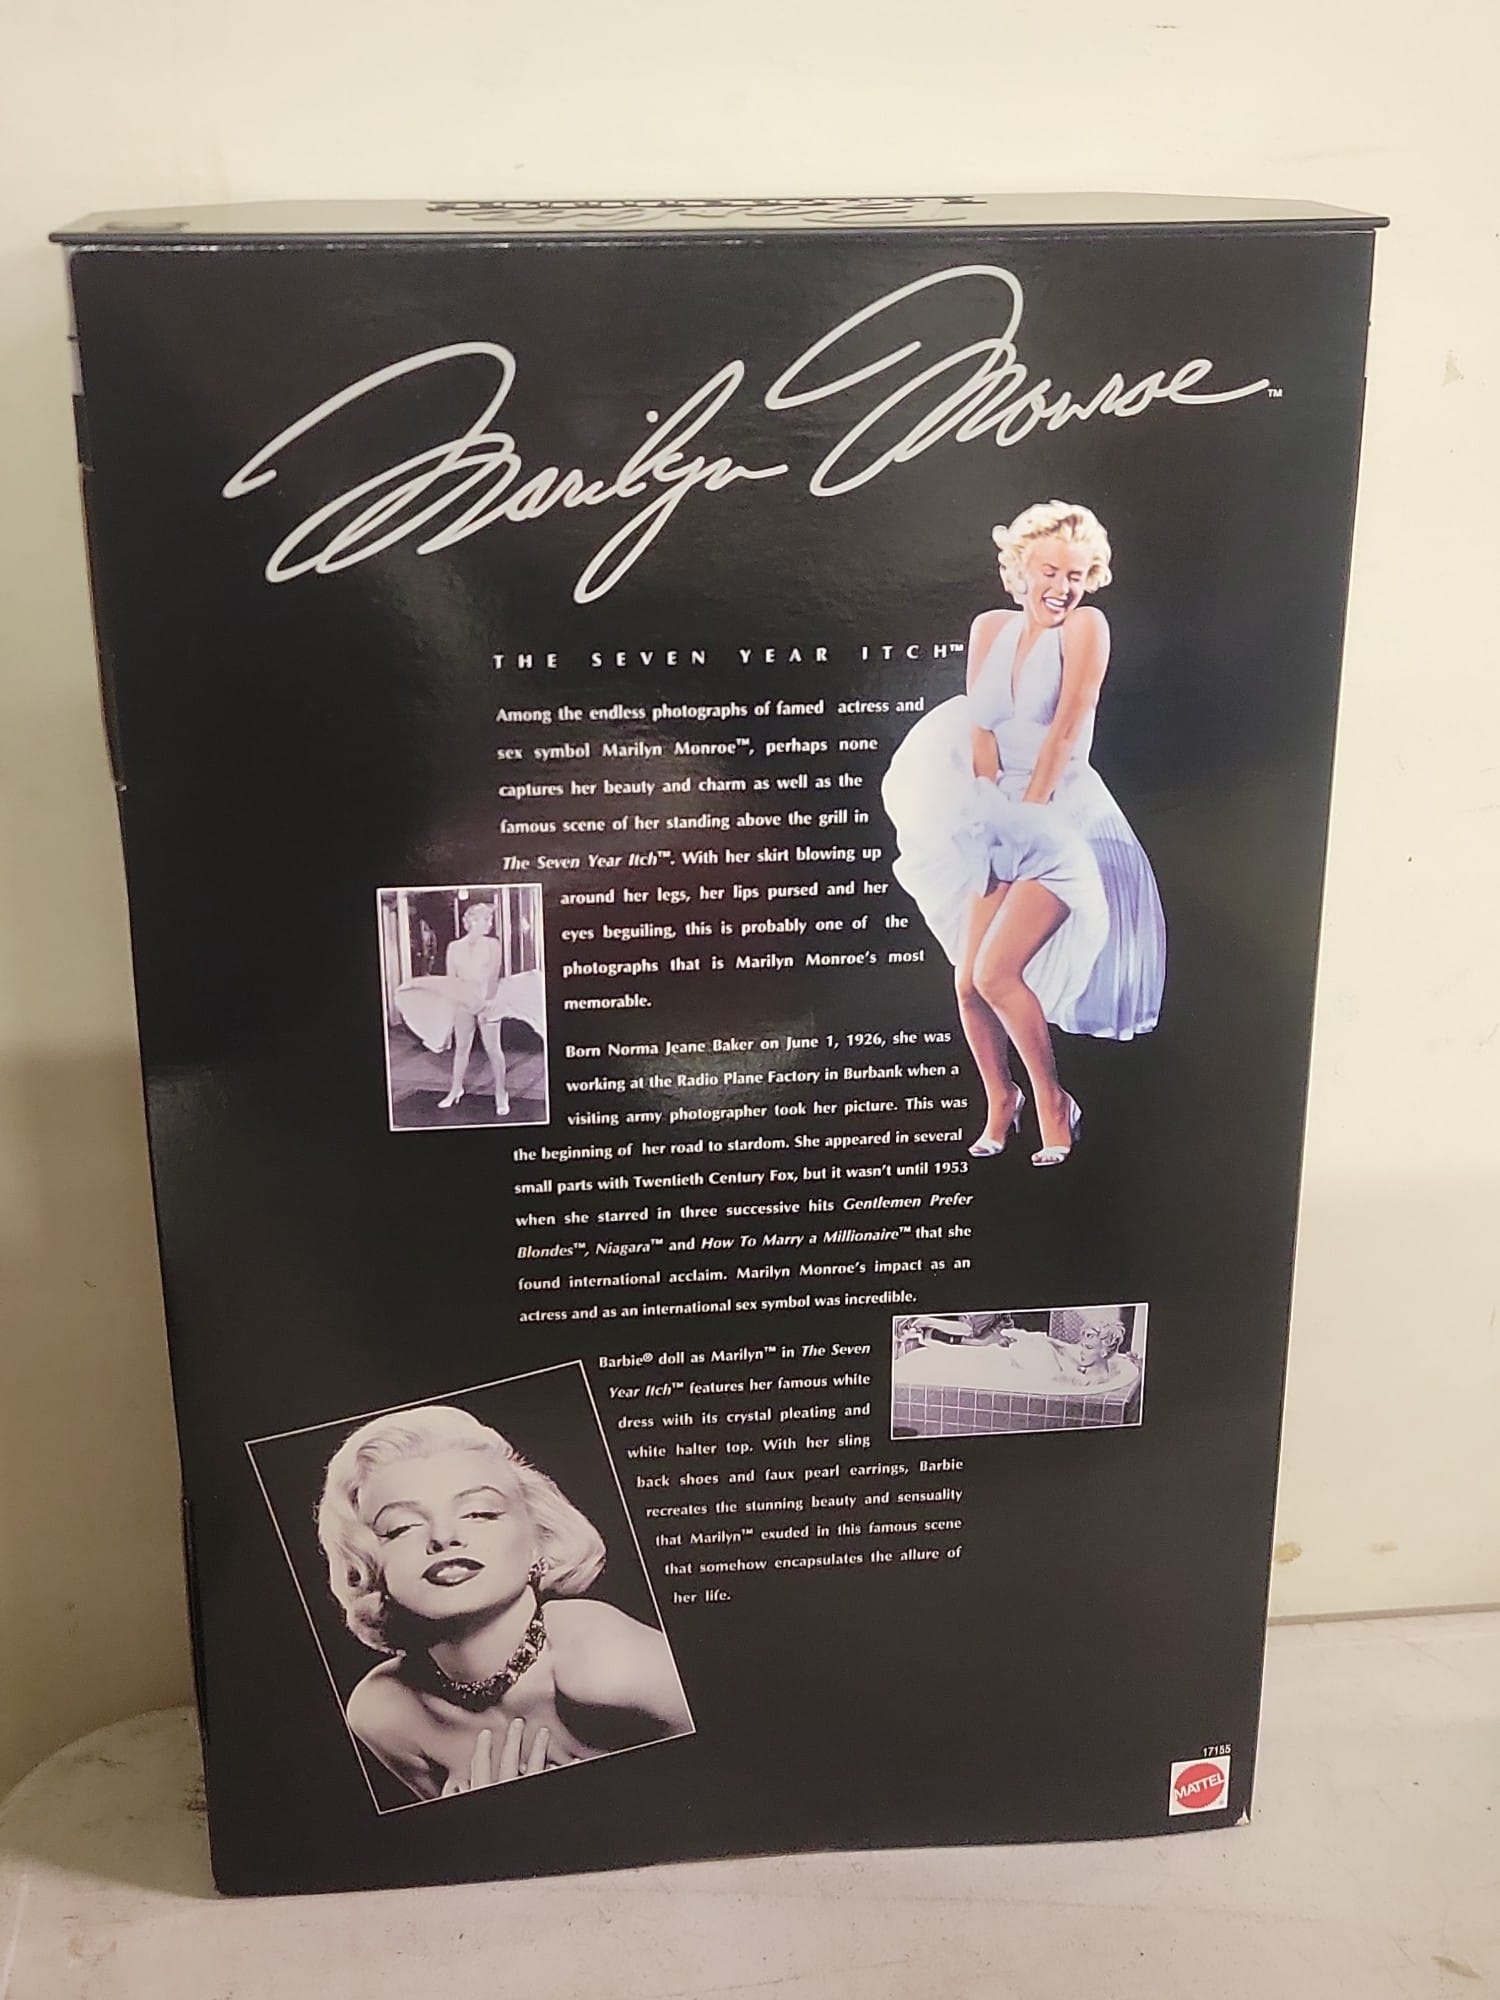 Marilyn Monroe™
THE SEVEN YEAR ITCH™
Among the endless photographs of famed actress and
sex symbol Marilyn Monroe™, perhaps none
captures her beauty and charm as well as the
famous scene of her standing above the grill in
The Seven Year Itch™. With her skirt blowing up
around her legs, her lips pursed and her
eyes beguiling, this is probably one of the
photographs that is Marilyn Monroe's most
memorable.
Born Norma Jeane Baker on June 1, 1926, she was
working at the Radio Plane Factory in Burbank when a
visiting army photographer took her picture. This was
the beginning of her road to stardom. She appeared in several
small parts with Twentieth Century Fox, but it wasn't until 1953
when she starred in three successive hits Gentlemen Prefer
Blondes™, Niagara™ and How To Marry a Millionaire™ that she
found international acclaim. Marilyn Monroe's impact as an
actress and as an international sex symbol was incredible.
Barbie® doll as Marilyn™ in The Seven
Year Itch™ features her famous white
dress with its crystal pleating and
white halter top. With her sling
back shoes and faux pearl earrings, Barbie
recreates the stunning beauty and sensuality
that Marilyn™ exuded in this famous scene
that somehow encapsulates the allure of
her life.
17155
MATTEL